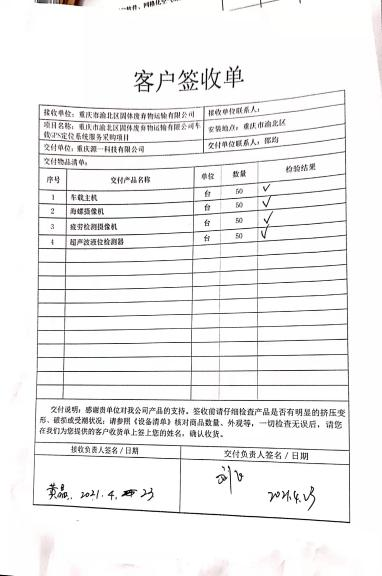 客户签收单
接收单位：重庆市渝北区固体废弃物运输有限公司
接收单位联系人：
项目名称：重庆市渝北区固体废弃物运输有限公司车
载GPS定位系统服务采购项目
安装地点：重庆市渝北区
交付单位：重庆源一科技有限公司
交付单位联系人：邵均
交付物品清单：
序号 交付产品名称 单位 数量 检验结果
1 车载主机 台 50 ✓
2 海螺摄像机 台 50 ✓
3 疲劳检测摄像机 台 50 ✓
4 超声波液位检测器 台 50 ✓
交付说明：感谢贵单位对我公司产品的支持。签收前请仔细检查产品是否有明显的挤压变
形、破损或受潮状况；请参照《设备清单》核对商品数量、外观等，一切检查无误后，请您
在我们为您提供的客户收货单上签上您的姓名，确认收货。
接收负责人签名 / 日期
交付负责人签名 / 日期
2021.4.23
2021.4.23